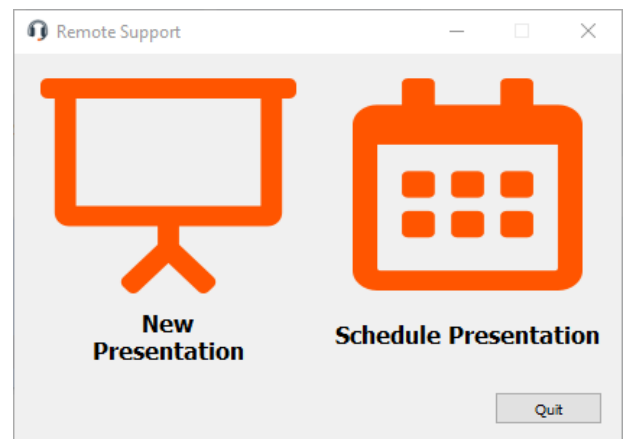 Remote Support
New
Presentation
Schedule Presentation
Quit